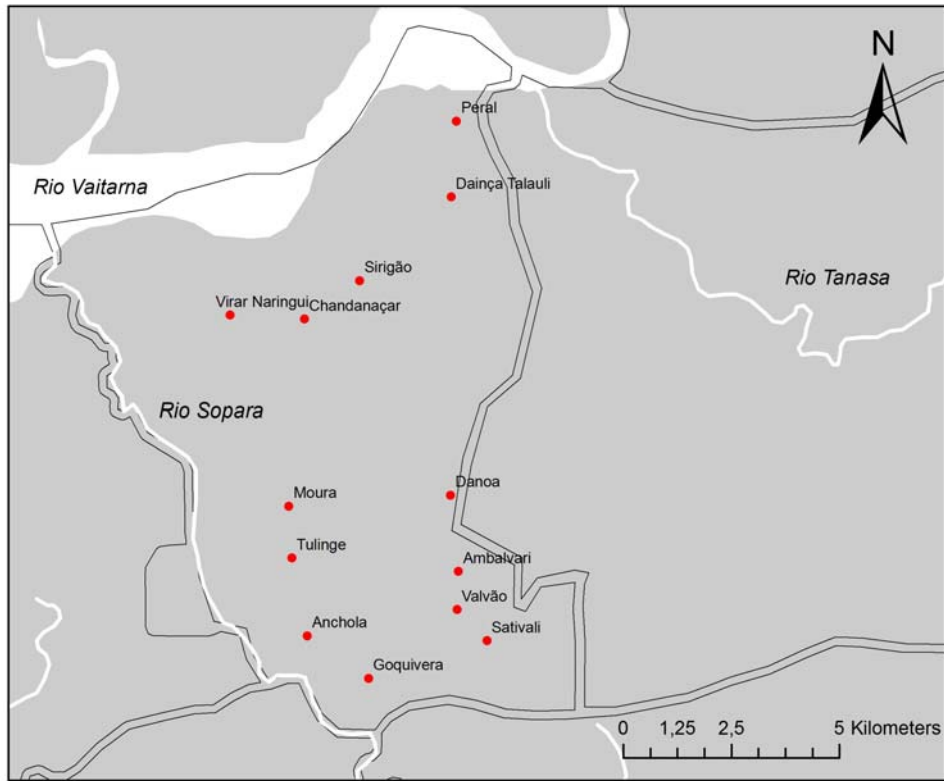 N
Peral
Rio Vaitarna
Dainça Talauli
Sirigão
Rio Tanasa
Virar Naringui
Chandanaçar
Rio Sopara
Moura
Danoa
Tulinge
Ambalvari
Valvão
Anchola
Sativali
Goquivera
0 1,25 2,5 5 Kilometers